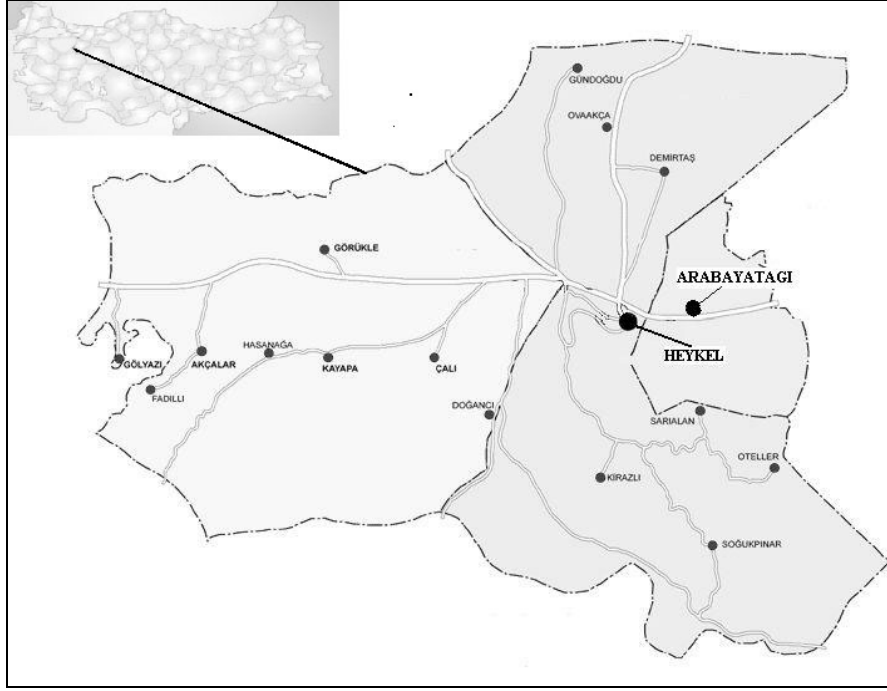 GÜNDOĞDU
OVAAKÇA
DEMİRTAŞ
GÖRÜKLE
ARABAYATAGI
HEYKEL
HASANAĞA
GÖLYAZI
AKÇALAR
KAYAPA
ÇALI
FADILLI
DOĞANCI
SARIALAN
OTELLER
KİRAZLI
SOĞUKPINAR